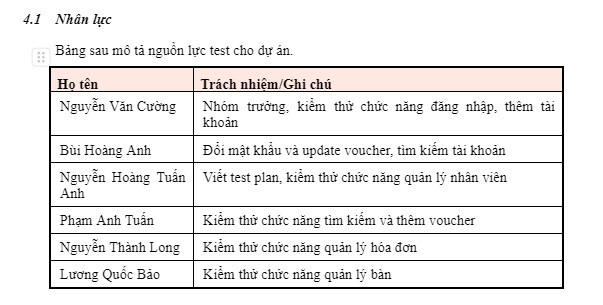 4.1 Nhân lực
Bảng sau mô tả nguồn lực test cho dự án.
Họ tên Trách nhiệm/Ghi chú
Nguyễn Văn Cường Nhóm trưởng, kiểm thử chức năng đăng nhập, thêm tài
khoản
Bùi Hoàng Anh Đổi mật khẩu và update voucher, tìm kiếm tài khoản
Nguyễn Hoàng Tuấn Viết test plan, kiểm thử chức năng quản lý nhân viên
Anh
Phạm Anh Tuấn Kiểm thử chức năng tìm kiếm và thêm voucher
Nguyễn Thành Long Kiểm thử chức năng quản lý hóa đơn
Lương Quốc Bảo Kiểm thử chức năng quản lý bàn